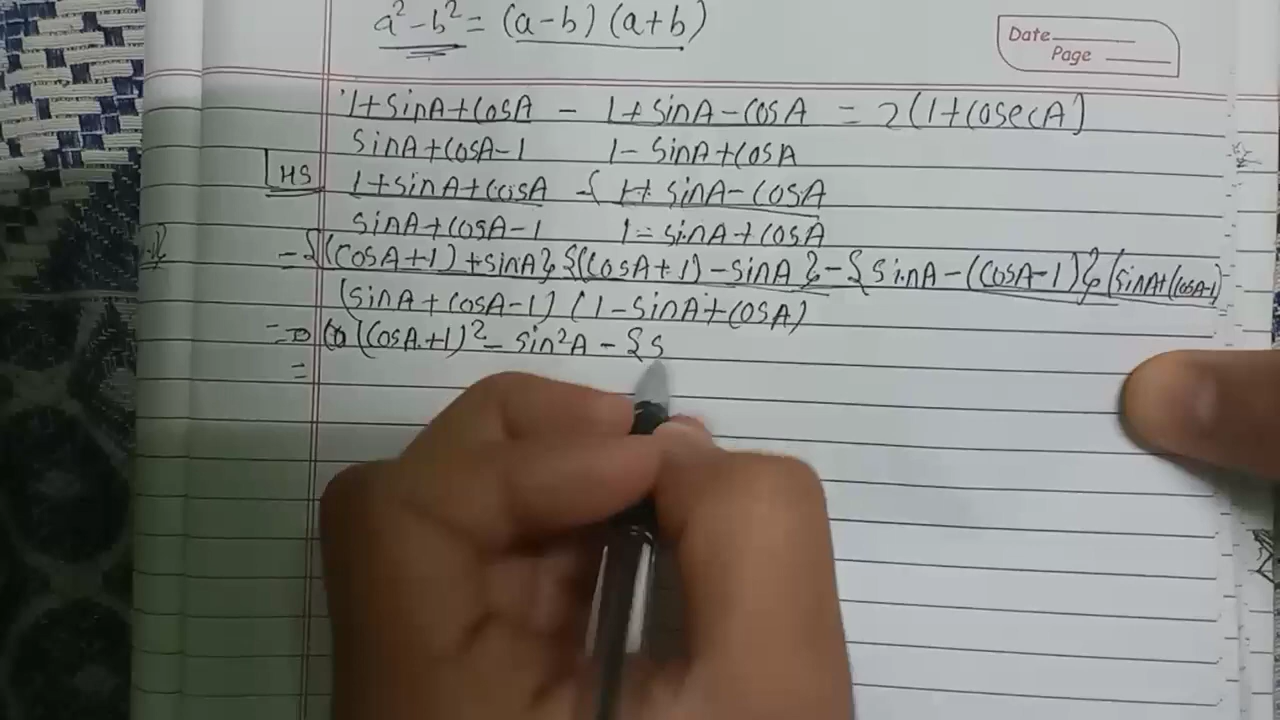 a²-b² = (a-b) (a+b)
Date
Page
1+sinA+cosA - 1+sinA-cosA = 2(1+cosecA)
sinA+cosA-1 1-sinA+cosA
LHS 1+sinA+cosA -{ 1+ sinA-cosA
sinA+cosA-1 1-sinA+cosA
={(cosA+1)+sinA}{(cosA+1)-sinA}-{sinA-(cosA-1)}{sinA+(cosA-1)
(sinA+cosA-1) (1-sinA+cosA)
=> (cosA+1)²- sin²A -{s
=